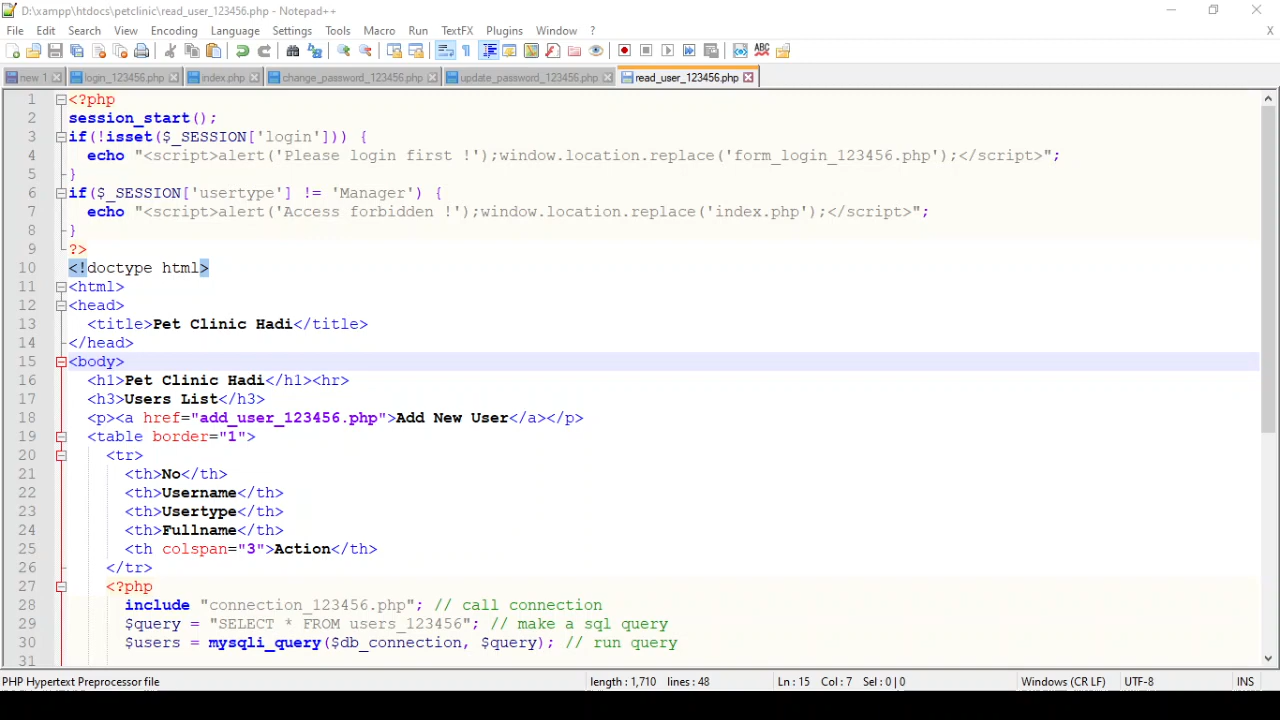 D:\xampp\htdocs\petclinic\read_user_123456.php - Notepad++
File Edit Search View Encoding Language Settings Tools Macro Run TextFX Plugins Window ? X
new 1 login_123456.php index.php change_password_123456.php update_password_123456.php read_user_123456.php
1 <?php
2 session_start();
3 if(!isset($_SESSION['login'])) {
4 echo "<script>alert('Please login first !');window.location.replace('form_login_123456.php');</script>";
5 }
6 if($_SESSION['usertype'] != 'Manager') {
7 echo "<script>alert('Access forbidden !');window.location.replace('index.php');</script>";
8 }
9 ?>
10 <!doctype html>
11 <html>
12 <head>
13 <title>Pet Clinic Hadi</title>
14 </head>
15 <body>
16 <h1>Pet Clinic Hadi</h1><hr>
17 <h3>Users List</h3>
18 <p><a href="add_user_123456.php">Add New User</a></p>
19 <table border="1">
20 <tr>
21 <th>No</th>
22 <th>Username</th>
23 <th>Usertype</th>
24 <th>Fullname</th>
25 <th colspan="3">Action</th>
26 </tr>
27 <?php
28 include "connection_123456.php"; // call connection
29 $query = "SELECT * FROM users_123456"; // make a sql query
30 $users = mysqli_query($db_connection, $query); // run query
31
PHP Hypertext Preprocessor file length : 1,710 lines : 48 Ln : 15 Col : 7 Sel : 0 | 0 Windows (CR LF) UTF-8 INS